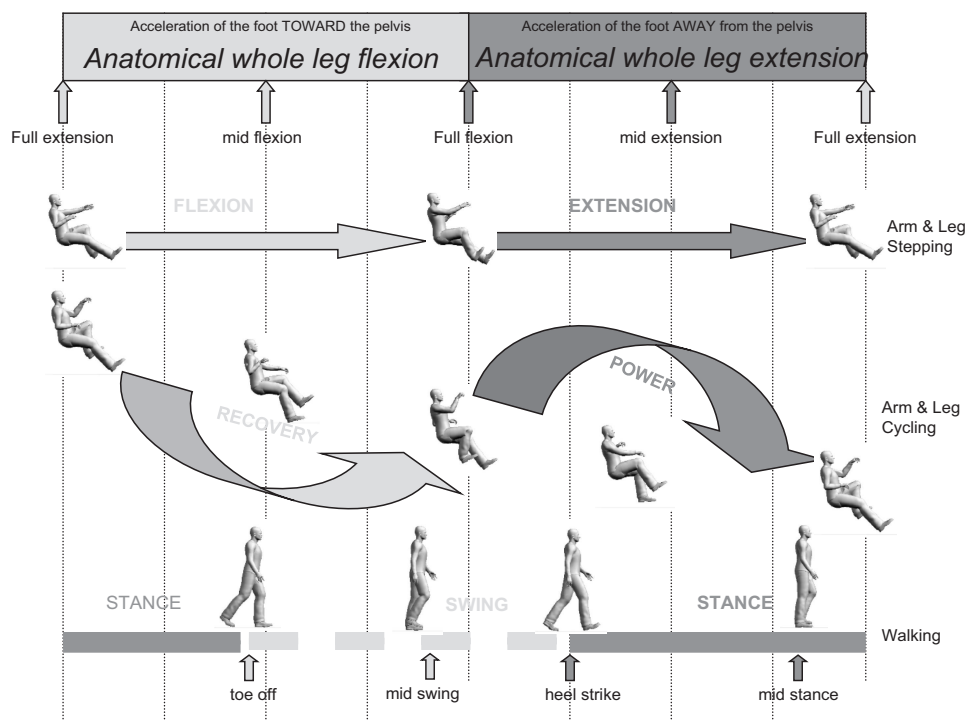 Acceleration of the foot TOWARD the pelvis
Anatomical whole leg flexion
Acceleration of the foot AWAY from the pelvis
Anatomical whole leg extension
Full extension
mid flexion
Full flexion
mid extension
Full extension
FLEXION
EXTENSION
Arm & Leg
Stepping
RECOVERY
POWER
Arm & Leg
Cycling
STANCE
SWING
STANCE
Walking
toe off
mid swing
heel strike
mid stance